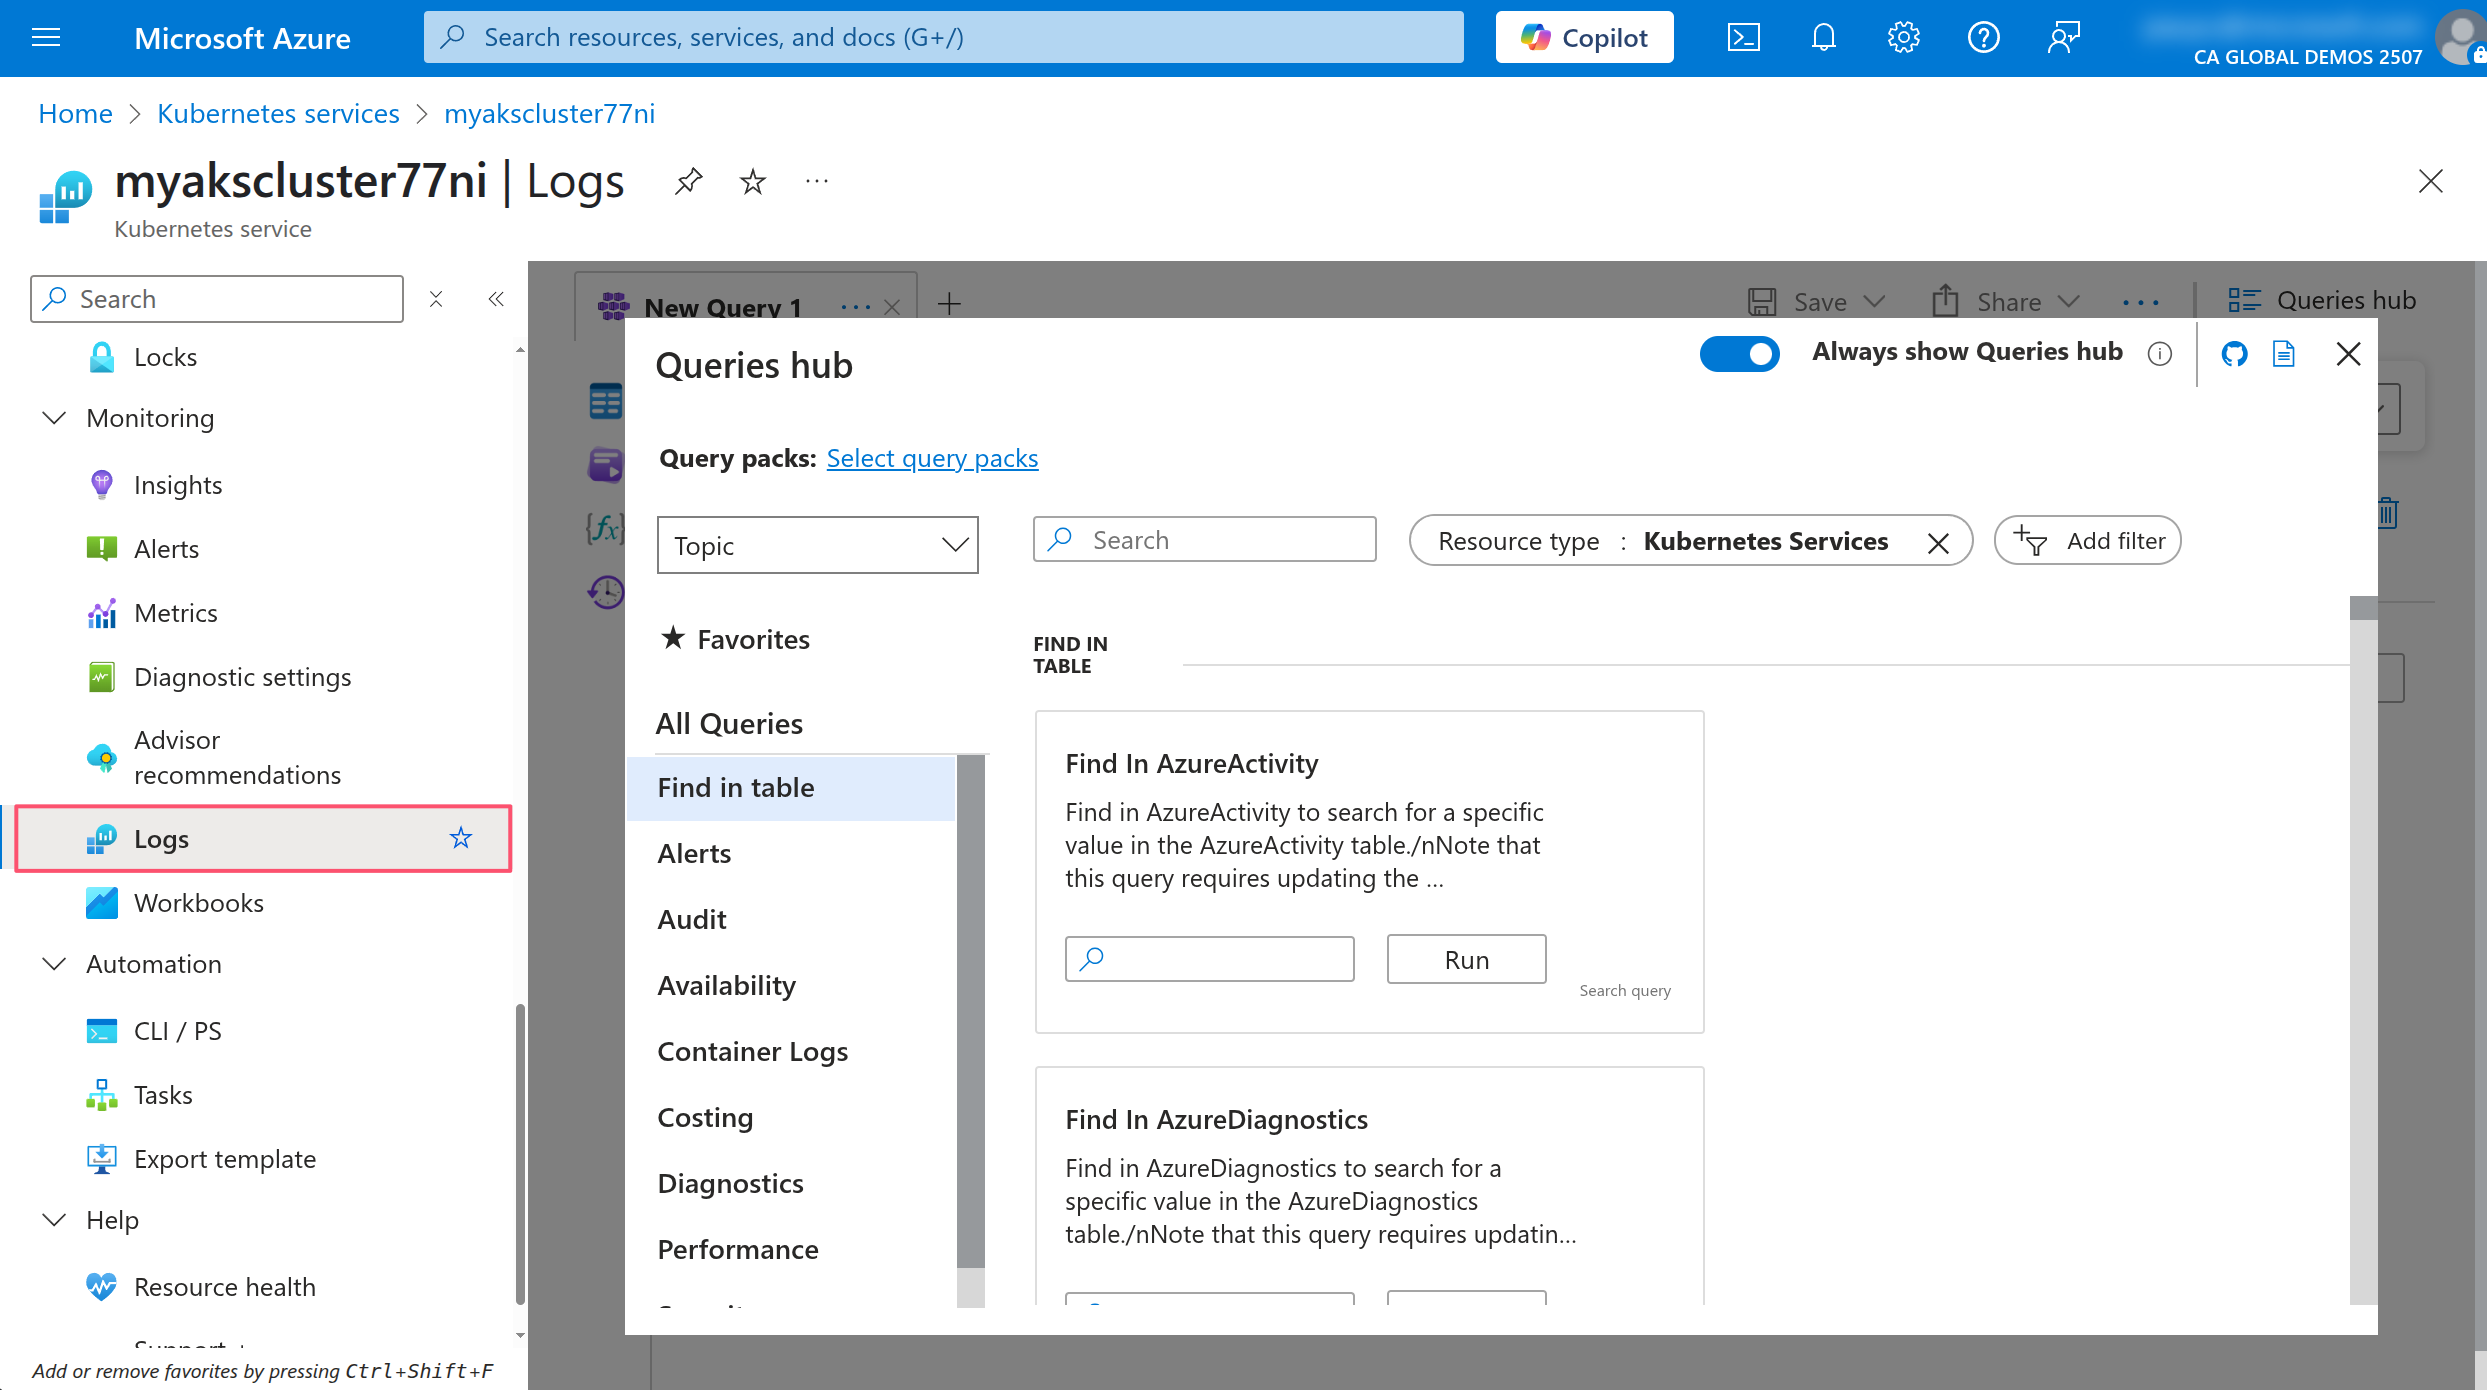 Microsoft Azure
Search resources, services, and docs (G+/)
Copilot
CA GLOBAL DEMOS 2507
Home > Kubernetes services > myakscluster77ni
myakscluster77ni | Logs
Kubernetes service
Search
Locks
Monitoring
Insights
Alerts
Metrics
Diagnostic settings
Advisor
recommendations
Logs
Workbooks
Automation
CLI / PS
Tasks
Export template
Help
Resource health
Add or remove favorites by pressing Ctrl+Shift+F
New Query 1
Save
Share
Queries hub
Queries hub
Always show Queries hub
Query packs: Select query packs
Topic
Search
Resource type : Kubernetes Services
Add filter
Favorites
All Queries
Find in table
Alerts
Audit
Availability
Container Logs
Costing
Diagnostics
Performance
FIND IN
TABLE
Find In AzureActivity
Find in AzureActivity to search for a specific
value in the AzureActivity table./nNote that
this query requires updating the ...
Run
Search query
Find In AzureDiagnostics
Find in AzureDiagnostics to search for a
specific value in the AzureDiagnostics
table./nNote that this query requires updatin...